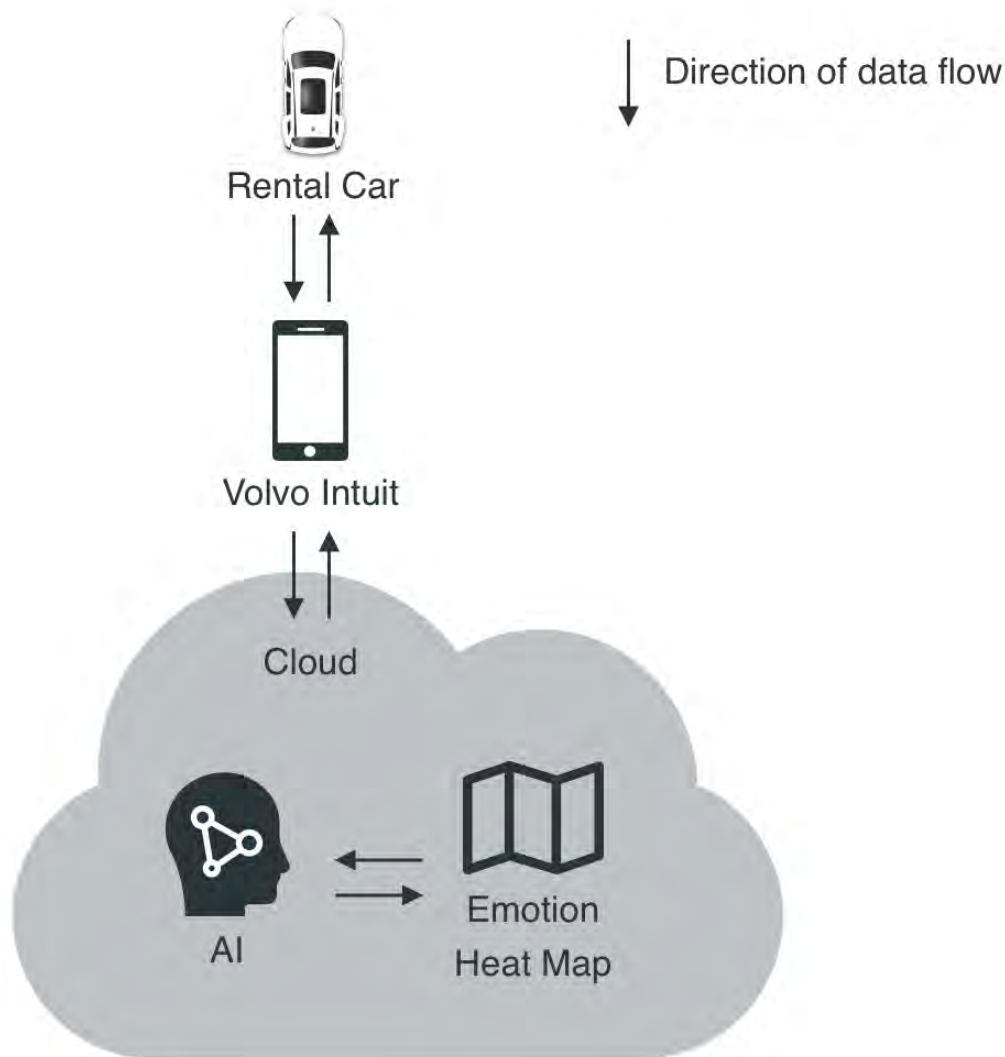 Direction of data flow
Rental Car
Volvo Intuit
Cloud
AI
Emotion
Heat Map